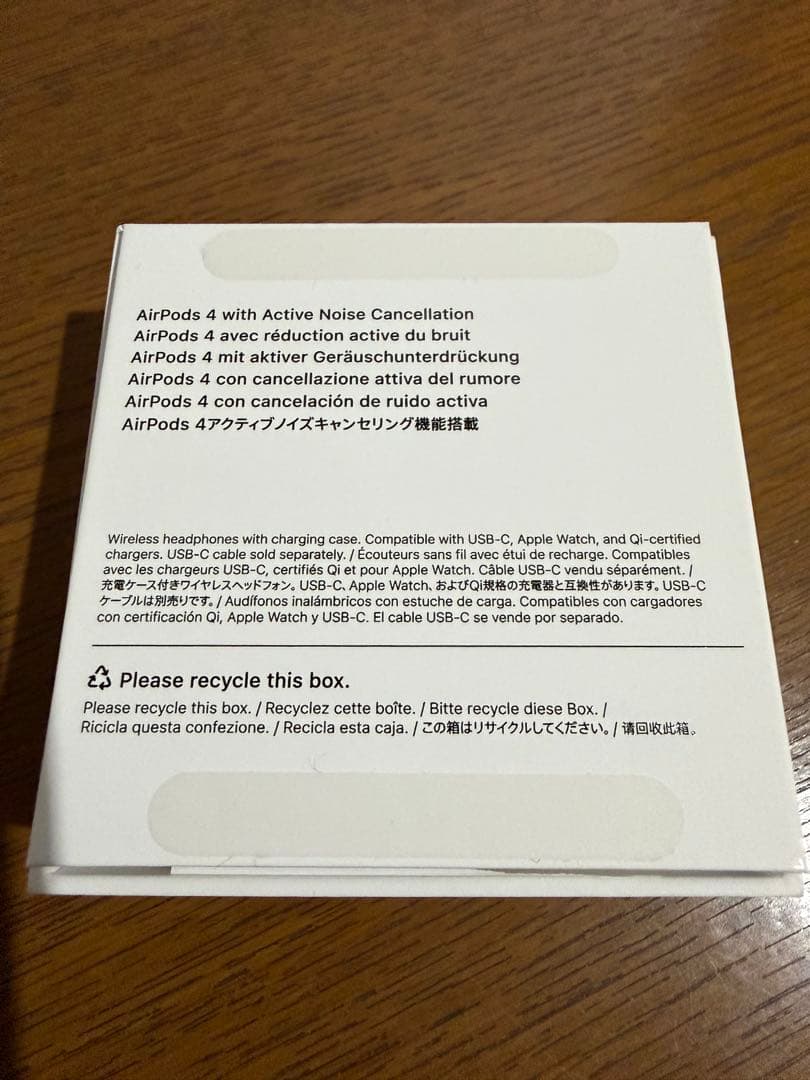 AirPods 4 with Active Noise Cancellation
AirPods 4 avec réduction active du bruit
AirPods 4 mit aktiver Geräuschunterdrückung
AirPods 4 con cancellazione attiva del rumore
AirPods 4 con cancelación de ruido activa
AirPods 4アクティブノイズキャンセリング機能搭載
Wireless headphones with charging case. Compatible with USB-C, Apple Watch, and Qi-certified
chargers. USB-C cable sold separately. / Écouteurs sans fil avec étui de recharge. Compatibles
avec les chargeurs USB-C, certifiés Qi et pour Apple Watch. Câble USB-C vendu séparément. /
充電ケース付きワイヤレスヘッドフォン。USB-C、Apple Watch、およびQi規格の充電器と互換性があります。USB-C
ケーブルは別売りです。/ Audífonos inalámbricos con estuche de carga. Compatibles con cargadores
con certificación Qi, Apple Watch y USB-C. El cable USB-C se vende por separado.
Please recycle this box.
Please recycle this box. / Recyclez cette boîte. / Bitte recycle diese Box. /
Ricicla questa confezione. / Recicla esta caja. / この箱はリサイクルしてください。/ 请回收此箱。